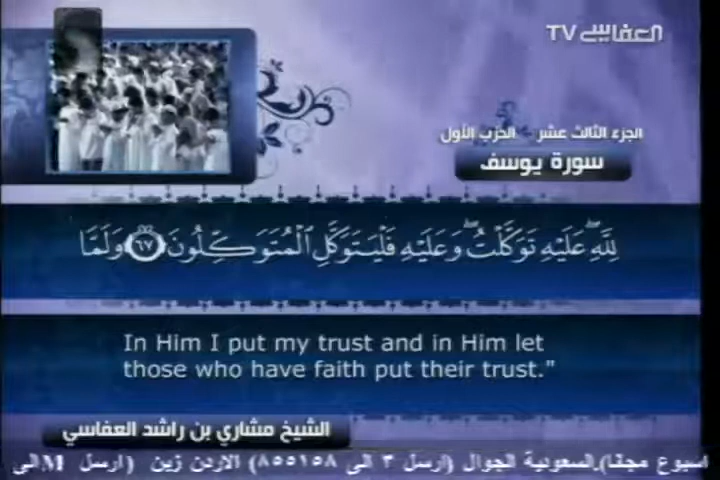 العفاسي TV
الجزء الثالث عشر الحزب الأول
سورة يوسف
لِلَّهِ ۖ عَلَيْهِ تَوَكَّلْتُ ۖ وَعَلَيْهِ فَلْيَتَوَكَّلِ الْمُتَوَكِّلُونَ ٦٧ وَلَمَّا
In Him I put my trust and in Him let
those who have faith put their trust."
الشيخ مشاري بن راشد العفاسي
اسبوع مجانا).السعودية الجوال (ارسل ٣ الى ٨٥٥١٥٨) الاردن زين (ارسل M الى